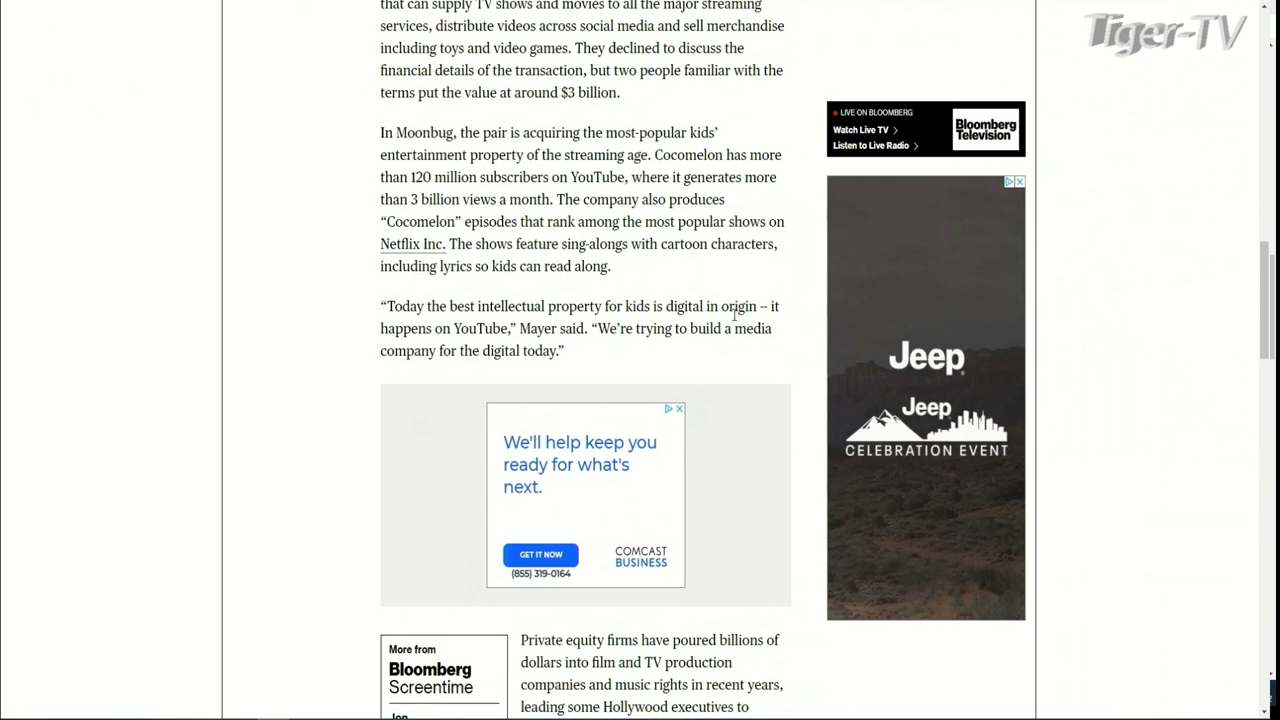 Tiger-TV
that can supply TV shows and movies to all the major streaming
services, distribute videos across social media and sell merchandise
including toys and video games. They declined to discuss the
financial details of the transaction, but two people familiar with the
terms put the value at around $3 billion.
In Moonbug, the pair is acquiring the most-popular kids’
entertainment property of the streaming age. Cocomelon has more
than 120 million subscribers on YouTube, where it generates more
than 3 billion views a month. The company also produces
“Cocomelon” episodes that rank among the most popular shows on
Netflix Inc. The shows feature sing-alongs with cartoon characters,
including lyrics so kids can read along.
“Today the best intellectual property for kids is digital in origin -- it
happens on YouTube,” Mayer said. “We’re trying to build a media
company for the digital today.”
We'll help keep you
ready for what's
next.
GET IT NOW
(855) 319-0164
COMCAST
BUSINESS
More from
Bloomberg
Screentime
Jon
Private equity firms have poured billions of
dollars into film and TV production
companies and music rights in recent years,
leading some Hollywood executives to
LIVE ON BLOOMBERG
Watch Live TV
Listen to Live Radio
Bloomberg
Television
Jeep
Jeep
CELEBRATION EVENT